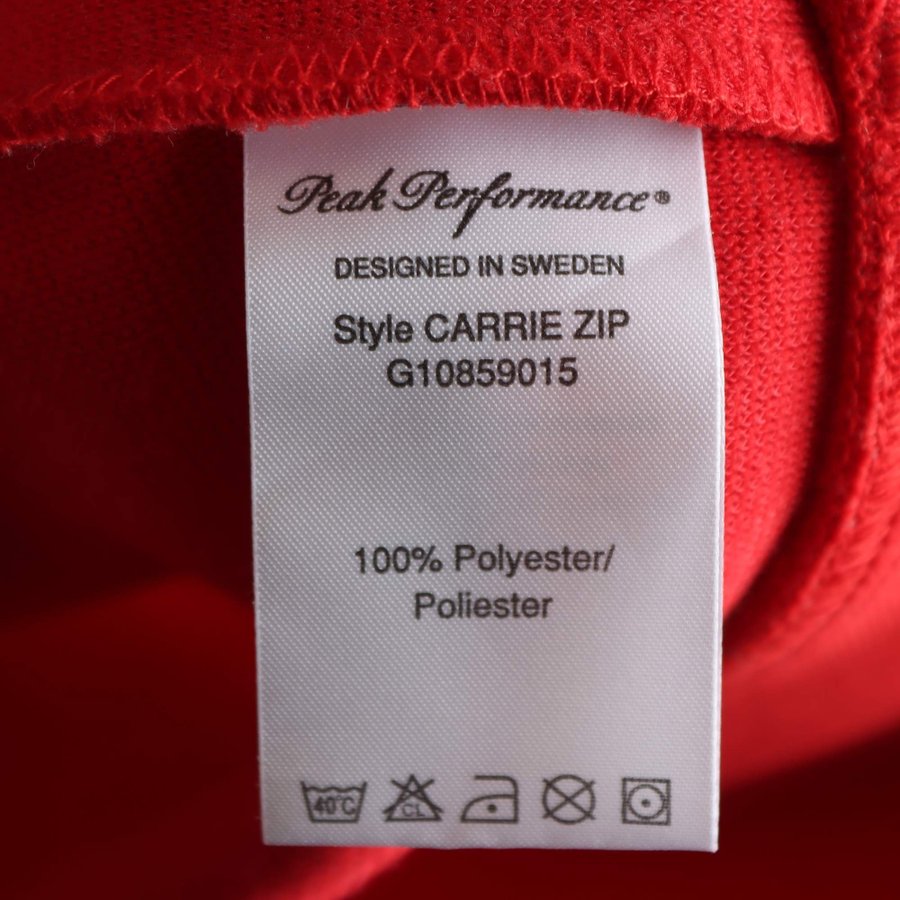 Peak Performance®
DESIGNED IN SWEDEN
Style CARRIE ZIP
G10859015
100% Polyester/
Poliester
40°C CL